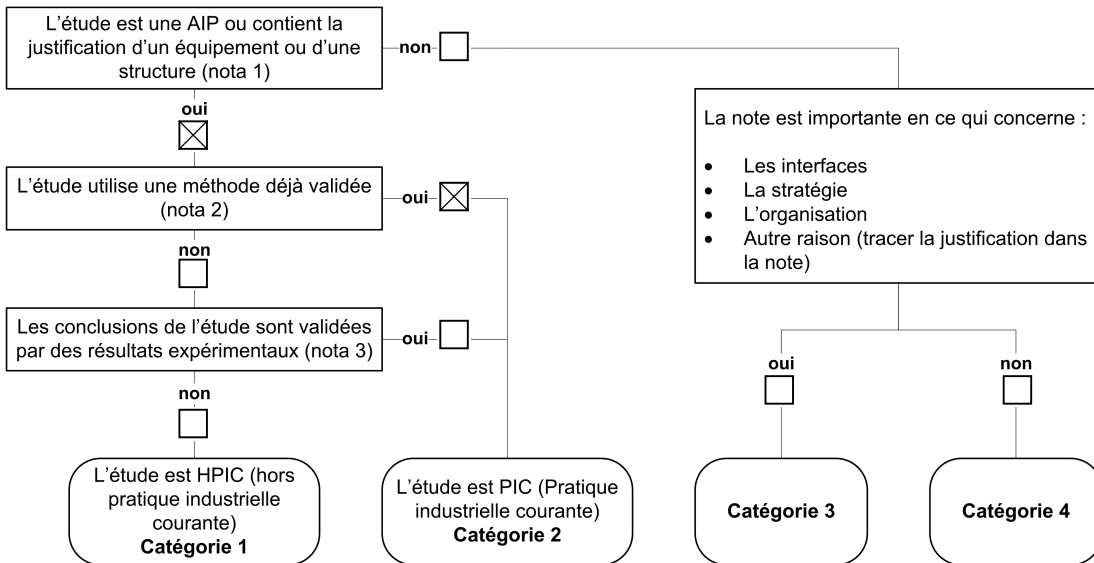 L'étude est une AIP ou contient la
justification d'un équipement ou d'une
structure (nota 1)
non
oui
L'étude utilise une méthode déjà validée
(nota 2)
oui
non
Les conclusions de l'étude sont validées
par des résultats expérimentaux (nota 3)
oui
non
L'étude est HPIC (hors
pratique industrielle
courante)
Catégorie 1
L'étude est PIC (Pratique
industrielle courante)
Catégorie 2
La note est importante en ce qui concerne :
• Les interfaces
• La stratégie
• L'organisation
• Autre raison (tracer la justification dans
la note)
oui
non
Catégorie 3
Catégorie 4